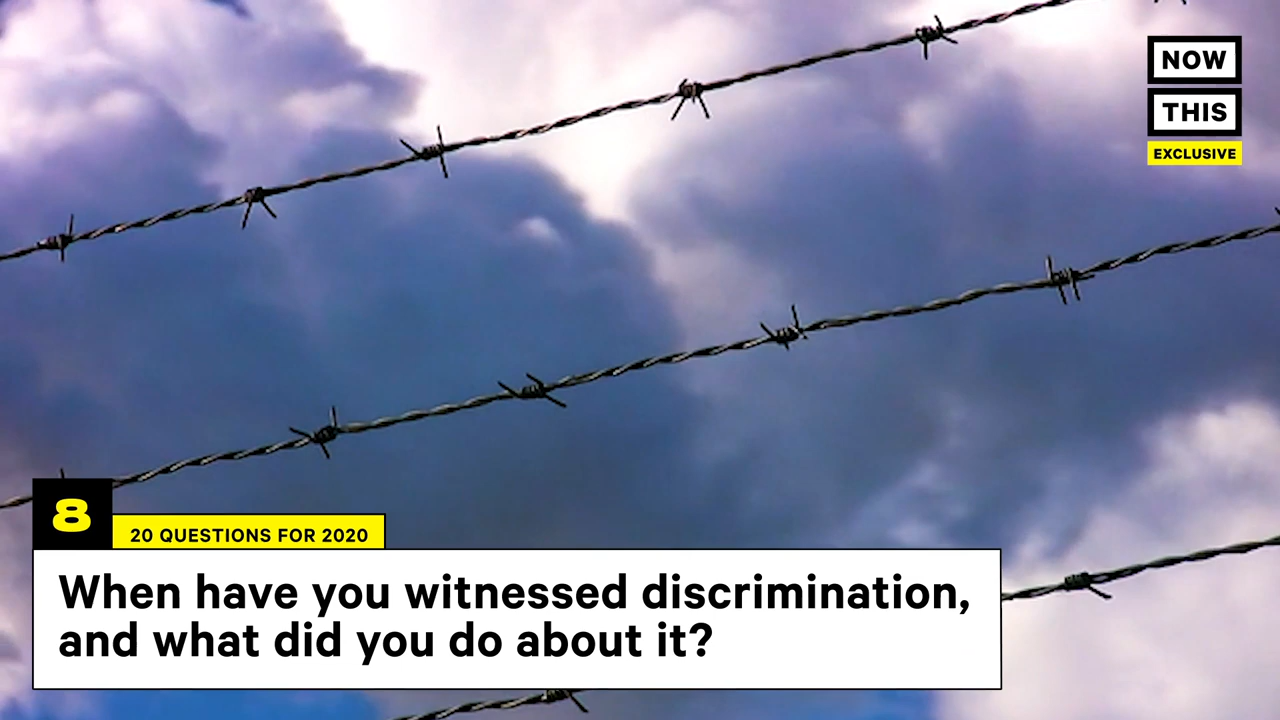 NOW
THIS
EXCLUSIVE
8
20 QUESTIONS FOR 2020
When have you witnessed discrimination,
and what did you do about it?